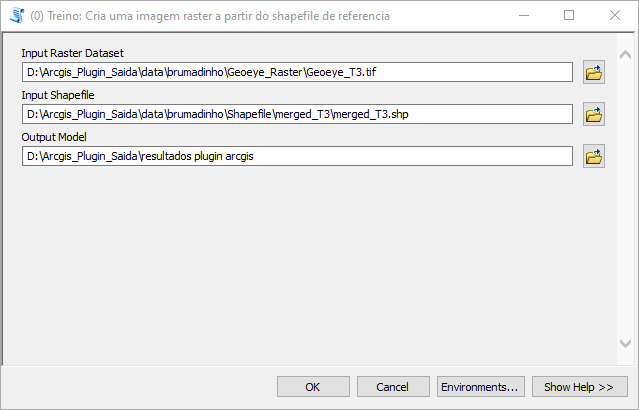 (0) Treino: Cria uma imagem raster a partir do shapefile de referencia
Input Raster Dataset
D:\Arcgis_Plugin_Saida\data\brumadinho\Geoeye_Raster\Geoeye_T3.tif
Input Shapefile
D:\Arcgis_Plugin_Saida\data\brumadinho\Shapefile\merged_T3\merged_T3.shp
Output Model
D:\Arcgis_Plugin_Saida\resultados plugin arcgis
OK Cancel Environments... Show Help >>